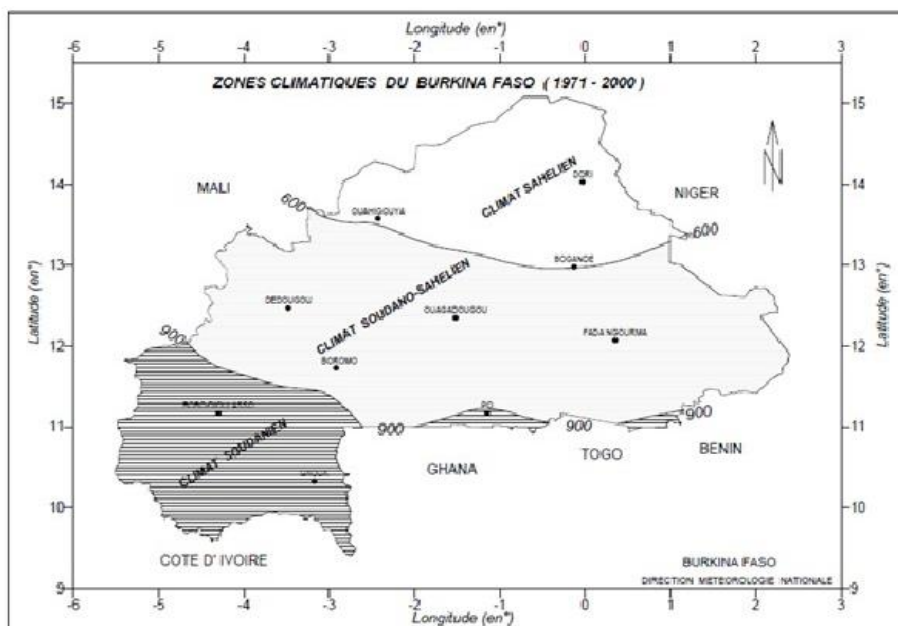 Longitude (en°)
-6 -5 -4 -3 -2 -1 0 1 2 3
ZONES CLIMATIQUES DU BURKINA FASO ( 1971 - 2000 )
15 15
14 14
13 13
12 12
11 11
10 10
9 9
Latitude (en°)
Latitude (en°)
N
MALI
NIGER
DORI
CLIMAT SAHELIEN
600
OUAHIGOUYA
600
BOGANDE
DEDOUGOU
CLIMAT SOUDANO-SAHELIEN
OUAGADOUGOU
FADA NGOURMA
900
BOROMO
PO
900
900
900
CLIMAT SOUDANIEN
GHANA
TOGO
BENIN
COTE D' IVOIRE
BURKINA FASO
DIRECTION METEOROLOGIE NATIONALE
-6 -5 -4 -3 -2 -1 0 1 2 3
Longitude (en°)